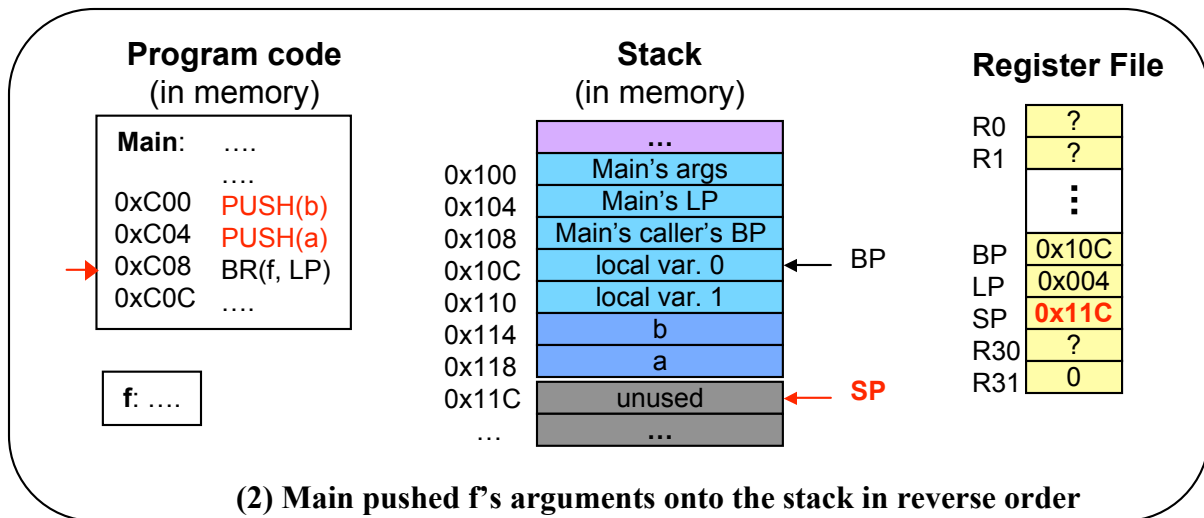 Program code
(in memory)
Main: ....
....
0xC00 PUSH(b)
0xC04 PUSH(a)
0xC08 BR(f, LP)
0xC0C ....
f: ....
Stack
(in memory)
...
0x100 Main's args
0x104 Main's LP
0x108 Main's caller's BP
0x10C local var. 0 BP
0x110 local var. 1
0x114 b
0x118 a
0x11C unused SP
... ...
Register File
R0 ?
R1 ?
⋮
BP 0x10C
LP 0x004
SP 0x11C
R30 ?
R31 0
(2) Main pushed f's arguments onto the stack in reverse order